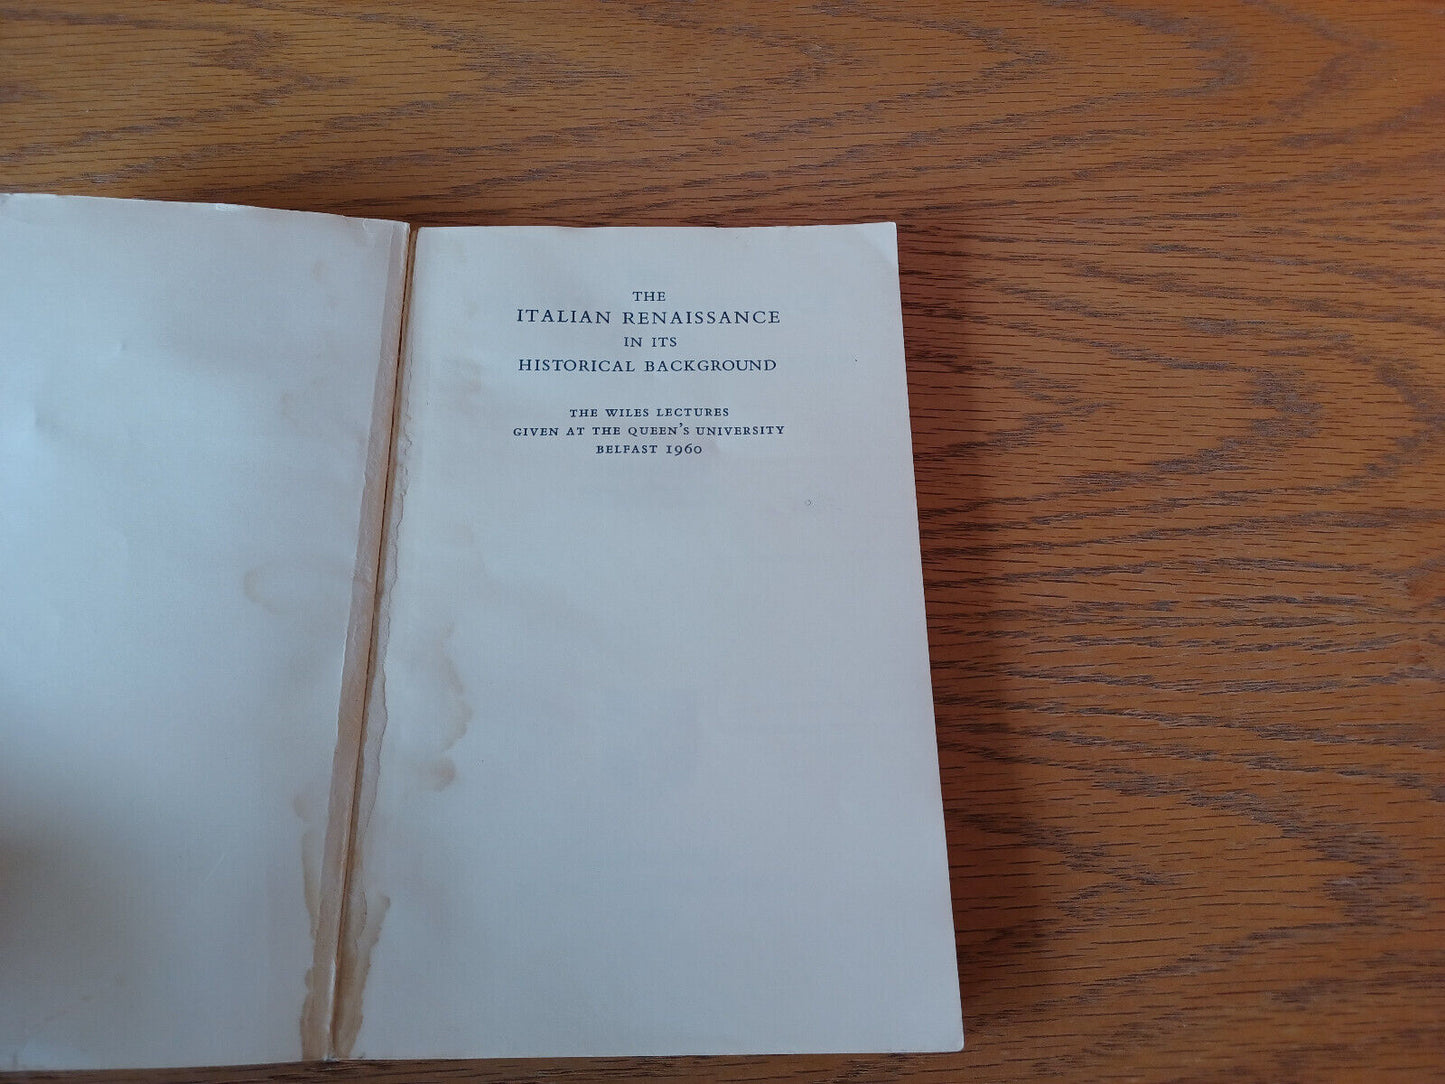 THE
ITALIAN RENAISSANCE
IN ITS
HISTORICAL BACKGROUND
THE WILES LECTURES
GIVEN AT THE QUEEN'S UNIVERSITY
BELFAST 1960